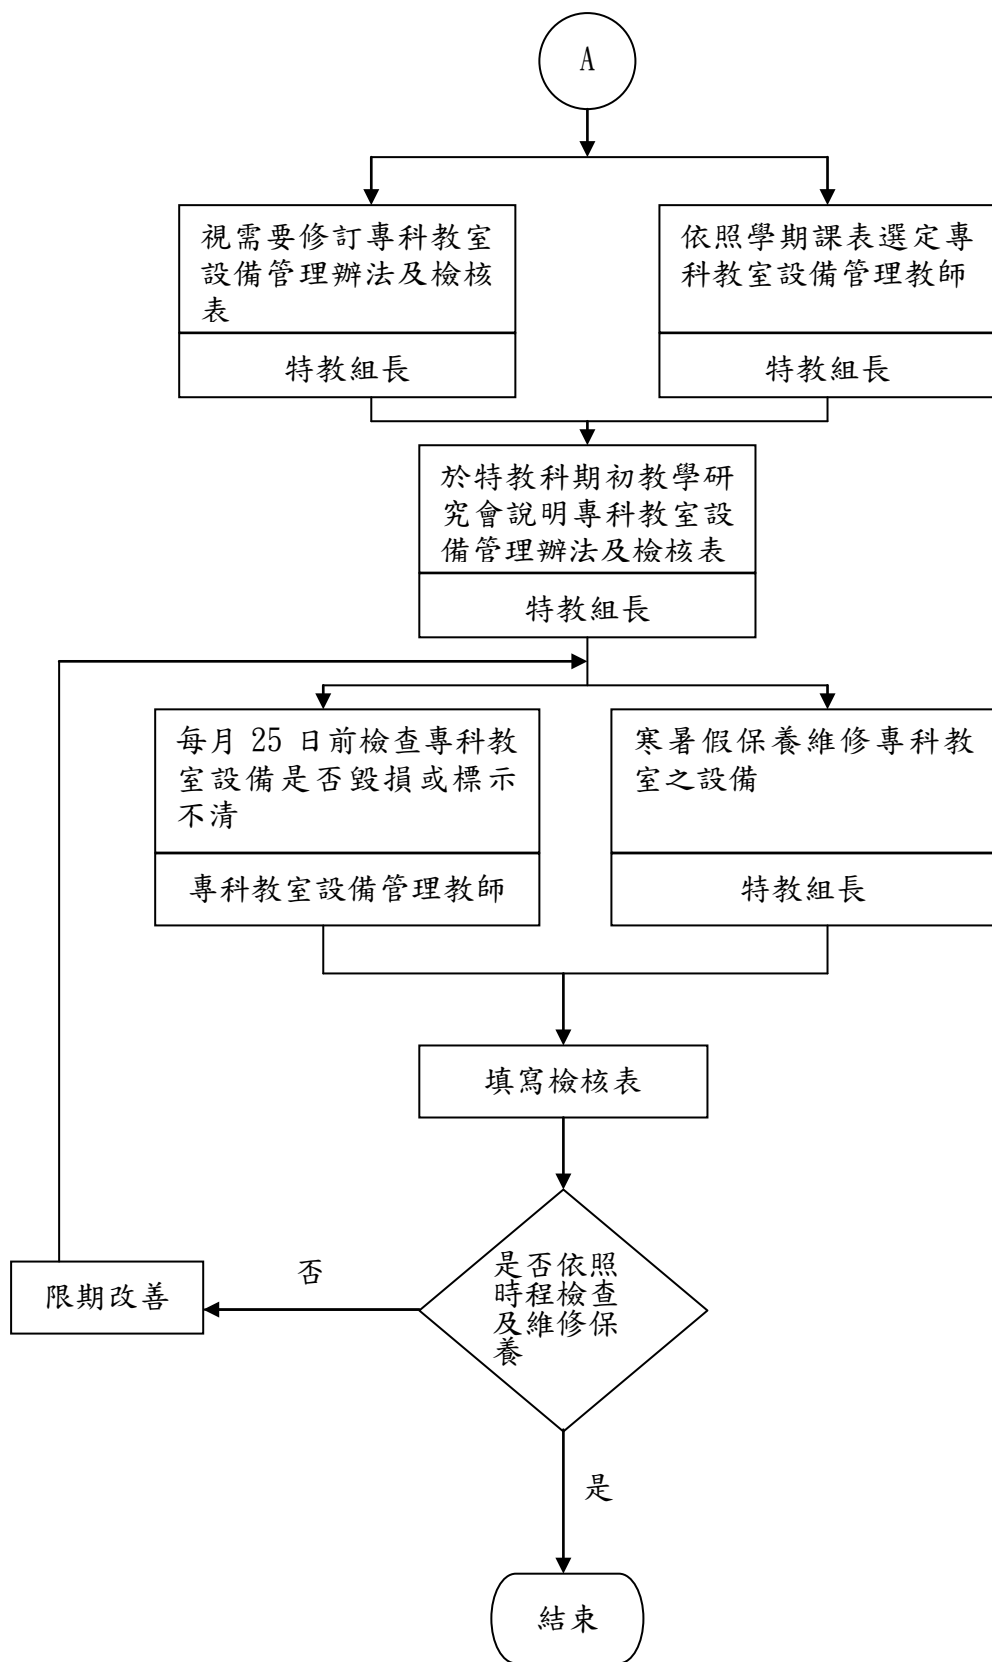 A
視需要修訂專科教室
設備管理辦法及檢核
表
特教組長
依照學期課表選定專
科教室設備管理教師
特教組長
於特教科期初教學研
究會說明專科教室設
備管理辦法及檢核表
特教組長
每月 25 日前檢查專科教
室設備是否毀損或標示
不清
專科教室設備管理教師
寒暑假保養維修專科教
室之設備
特教組長
填寫檢核表
是否依照
時程檢查
及維修保
養
否
限期改善
是
結束